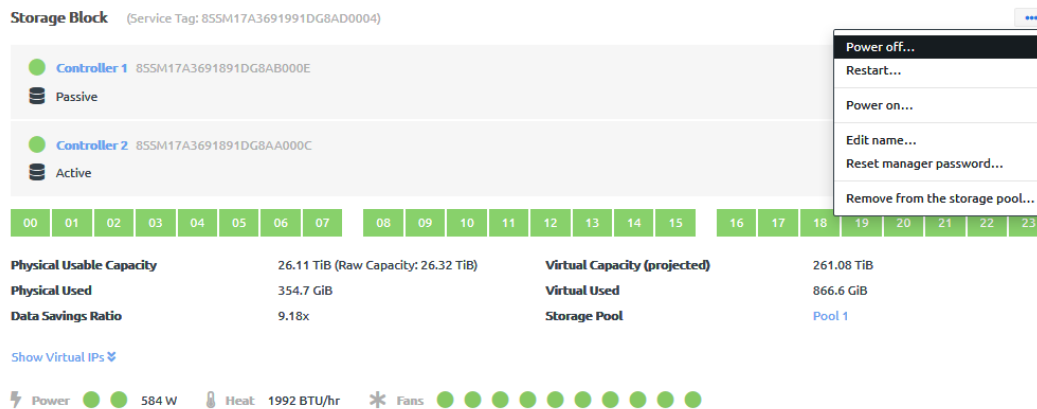 Storage Block (Service Tag: 855M17A3691991DG8AD0004)
Power off...
Controller 1 855M17A3691891DG8AB000E
Restart...
Passive
Power on...
Controller 2 855M17A3691891DG8AA000C
Edit name...
Active
Reset manager password...
Remove from the storage pool...
00 01 02 03 04 05 06 07 08 09 10 11 12 13 14 15 16 17 18 19 20 21 22 23
Physical Usable Capacity 26.11 TiB (Raw Capacity: 26.32 TiB) Virtual Capacity (projected) 261.08 TiB
Physical Used 354.7 GiB Virtual Used 866.6 GiB
Data Savings Ratio 9.18x Storage Pool Pool 1
Show Virtual IPs
Power 584 W Heat 1992 BTU/hr Fans